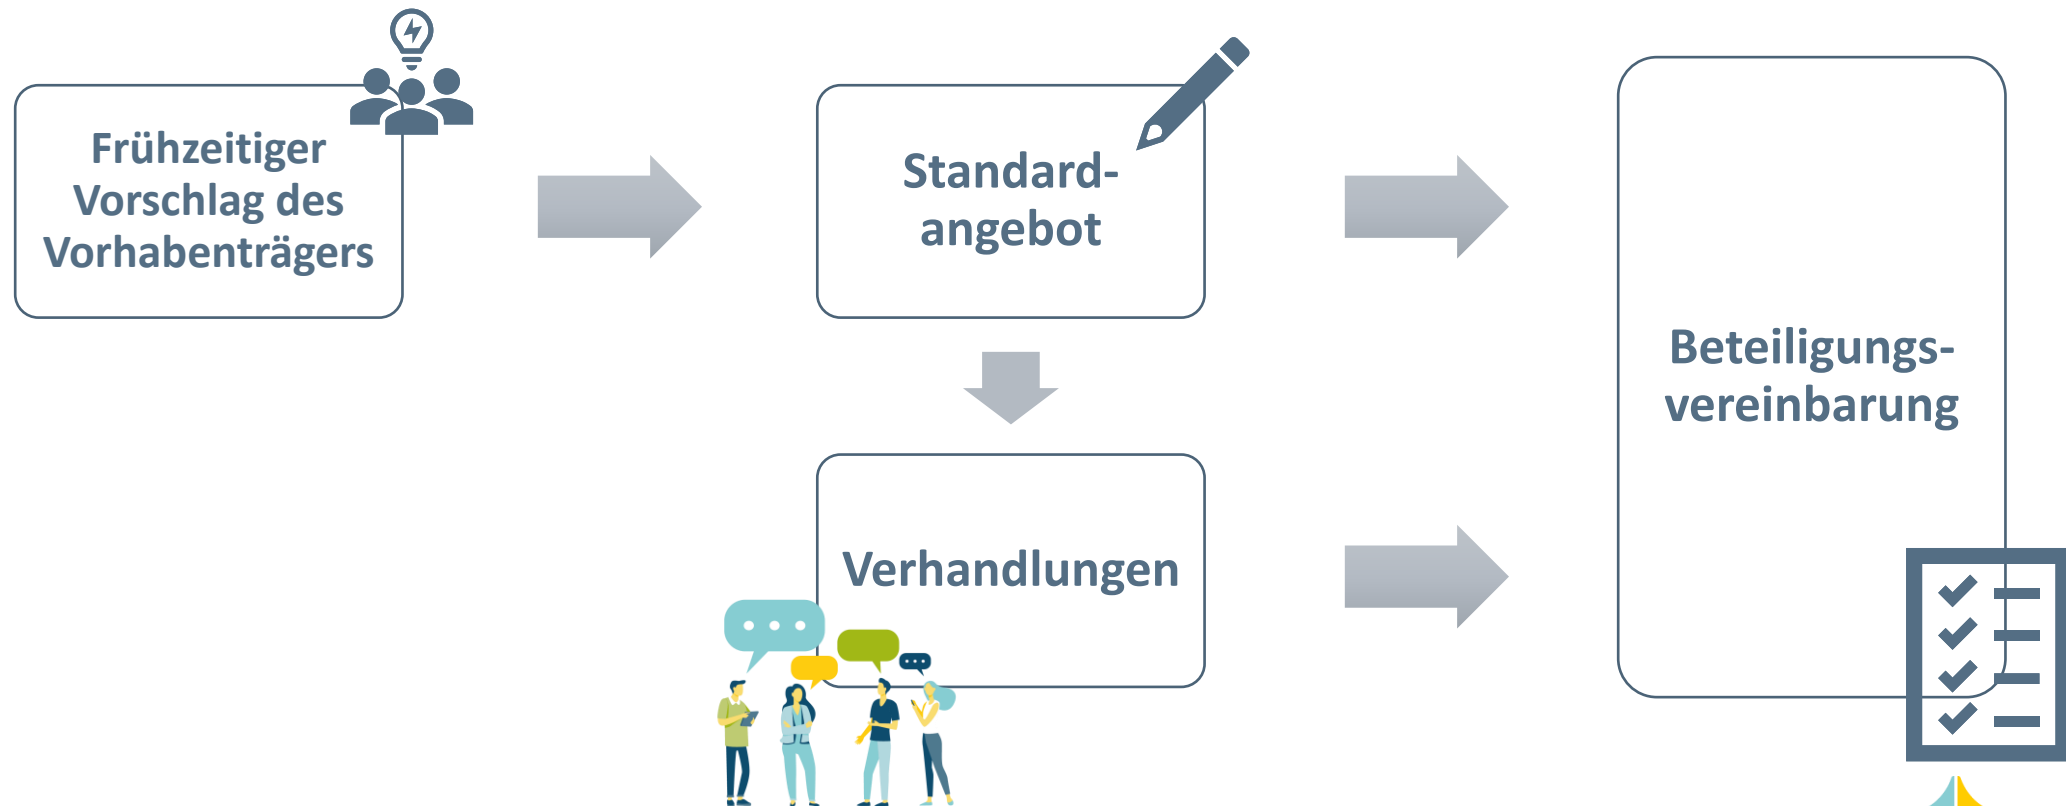 Frühzeitiger
Vorschlag des
Vorhabenträgers
Standard-
angebot
Verhandlungen
Beteiligungs-
vereinbarung